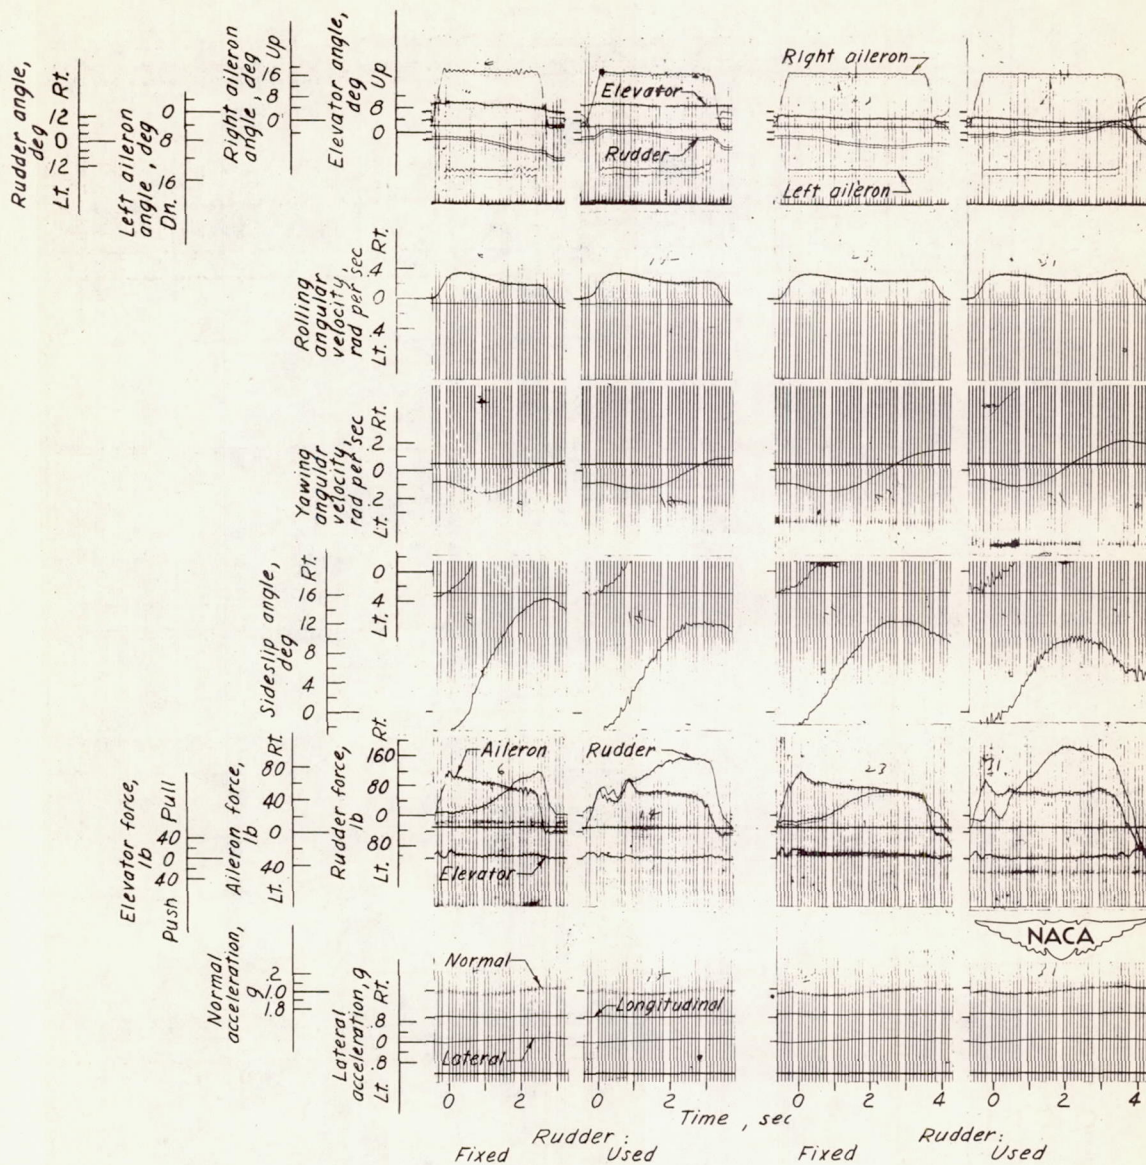 Rudder angle, deg
Lt. Rt.
12 0 12
Left aileron angle, deg
Dn.
0 8 16
Right aileron angle, deg Up
16 8 0
Elevator angle, deg Up
8 0
Right aileron
Elevator
Rudder
Left aileron
Rolling angular velocity, rad per sec
Lt. Rt.
.4 0 .4
Yawing angular velocity, rad per sec
Lt. Rt.
.2 0 .2
Sideslip angle, deg
Rt.
16 12 8 4 0
Lt.
0 4
Elevator force, lb
Push Pull
40 0 40
Aileron force, lb
Lt. Rt.
80 40 0 40
Rudder force, lb
Lt. Rt.
160 80 0 80
Aileron
Rudder
6
14
23
31
Elevator
NACA
Normal acceleration, g
.2 1.0 1.8
Lateral acceleration, g
Lt. Rt.
.8 0 .8
Normal
Longitudinal
Lateral
0 2 0 2 0 2 4 0 2 4
Time, sec
Rudder: Rudder:
Fixed Used Fixed Used